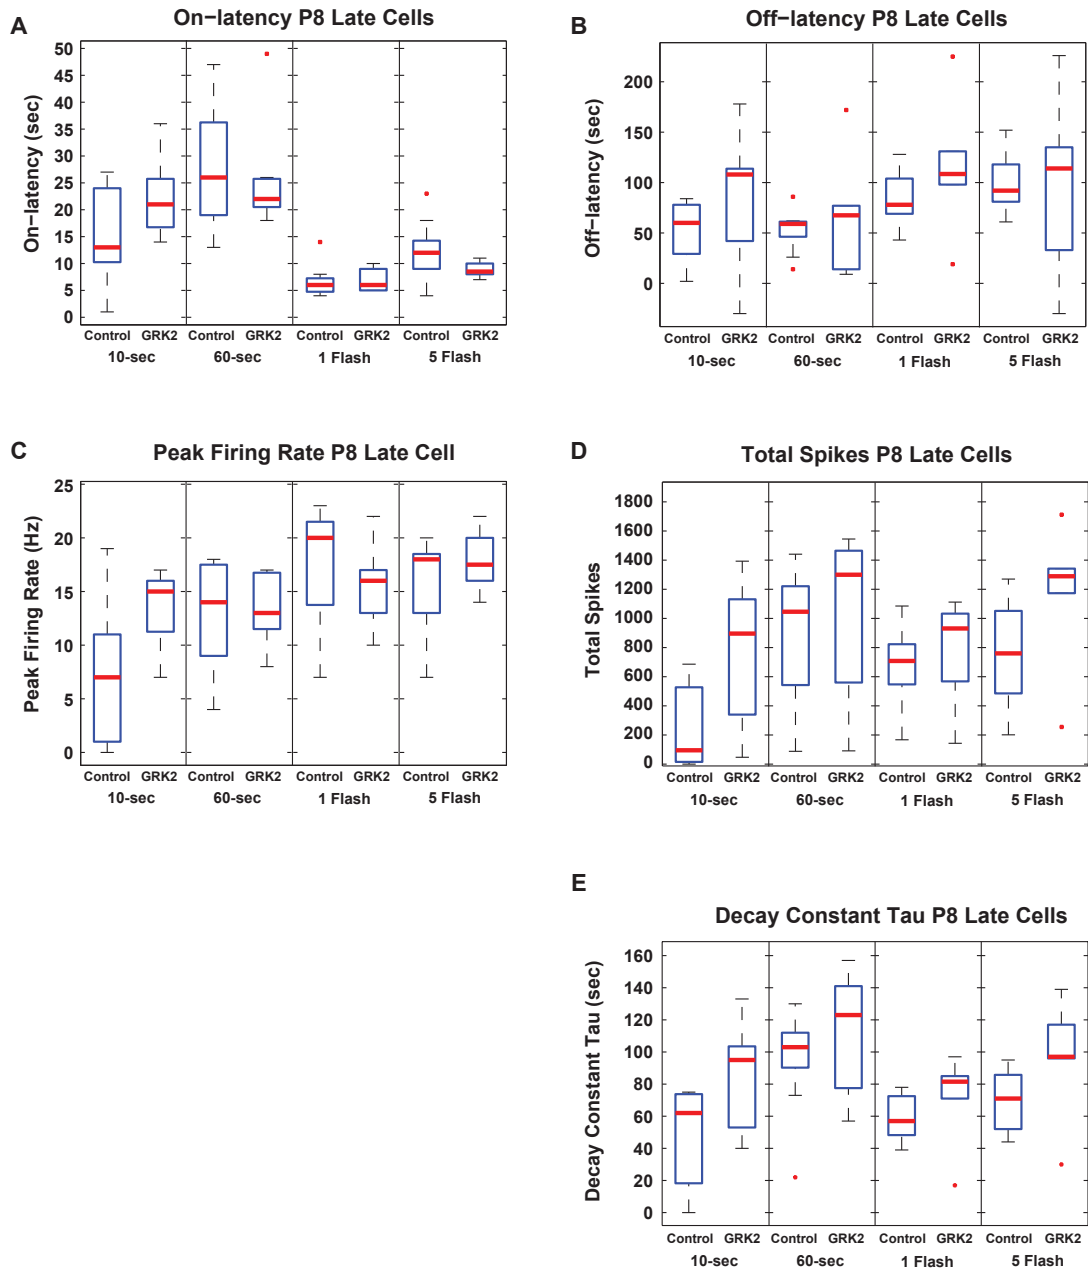 A
On−latency P8 Late Cells
On−latency (sec)
50
45
40
35
30
25
20
15
10
5
0
Control GRK2 Control GRK2 Control GRK2 Control GRK2
10-sec 60-sec 1 Flash 5 Flash
B
Off−latency P8 Late Cells
Off−latency (sec)
200
150
100
50
0
Control GRK2 Control GRK2 Control GRK2 Control GRK2
10-sec 60-sec 1 Flash 5 Flash
C
Peak Firing Rate P8 Late Cell
Peak Firing Rate (Hz)
25
20
15
10
5
0
Control GRK2 Control GRK2 Control GRK2 Control GRK2
10-sec 60-sec 1 Flash 5 Flash
D
Total Spikes P8 Late Cells
Total Spikes
1800
1600
1400
1200
1000
800
600
400
200
0
Control GRK2 Control GRK2 Control GRK2 Control GRK2
10-sec 60-sec 1 Flash 5 Flash
E
Decay Constant Tau P8 Late Cells
Decay Constant Tau (sec)
160
140
120
100
80
60
40
20
0
Control GRK2 Control GRK2 Control GRK2 Control GRK2
10-sec 60-sec 1 Flash 5 Flash